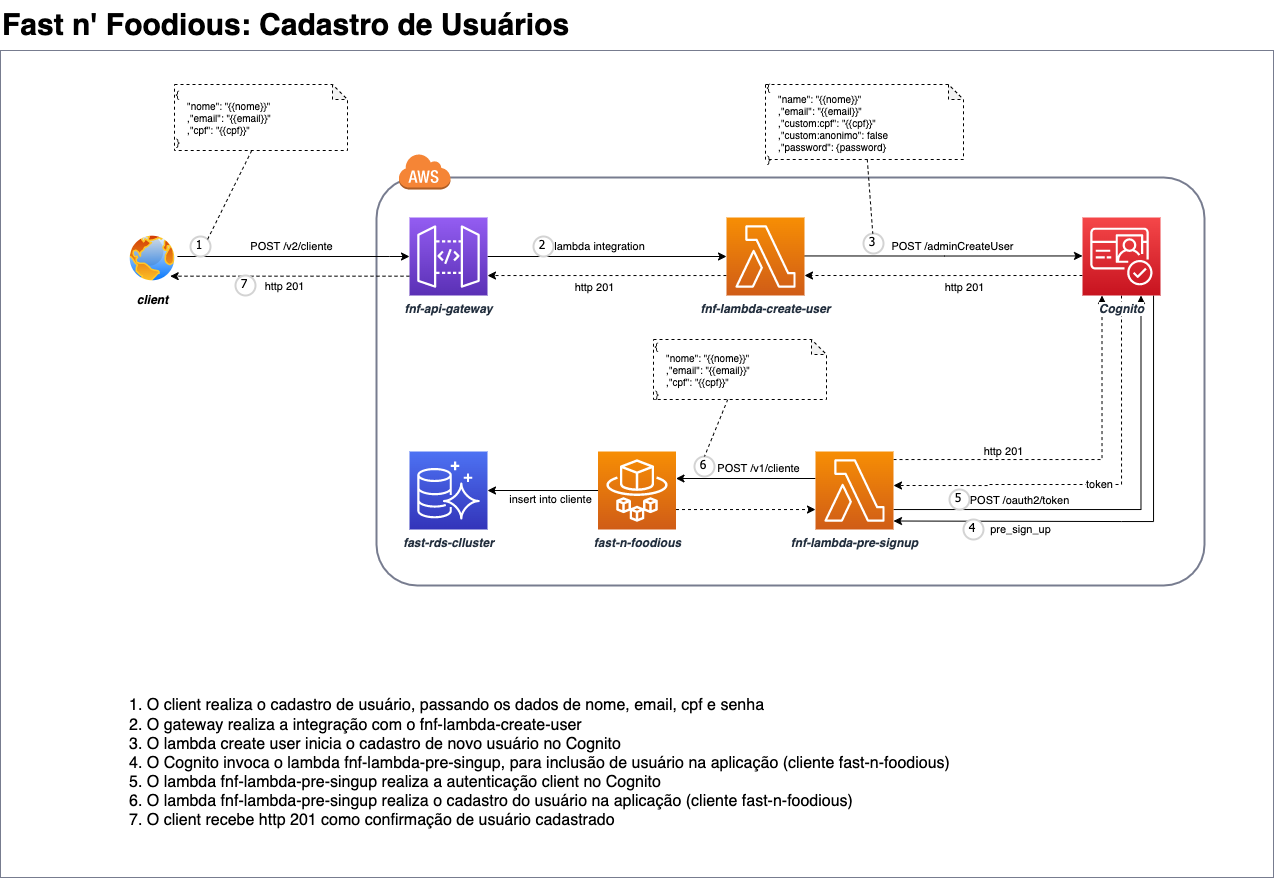 Fast n' Foodious: Cadastro de Usuários
{
"nome": "{{nome}}"
,"email": "{{email}}"
,"cpf": "{{cpf}}"
}
{
"name": "{{nome}}"
"email": "{{email}}"
,"custom:cpf": "{{cpf}}"
,"custom:anonimo": false
,"password": {password}
}
AWS
1
POST /v2/cliente
2
lambda integration
3
POST /adminCreateUser
7
http 201
http 201
http 201
client
fnf-api-gateway
fnf-lambda-create-user
Cognito
{
"nome": "{{nome}}"
,"email": "{{email}}"
,"cpf": "{{cpf}}"
}
http 201
6
POST /v1/cliente
token
insert into cliente
5
POST /oauth2/token
4
pre_sign_up
fast-rds-clluster
fast-n-foodious
fnf-lambda-pre-signup
1. O client realiza o cadastro de usuário, passando os dados de nome, email, cpf e senha
2. O gateway realiza a integração com o fnf-lambda-create-user
3. O lambda create user inicia o cadastro de novo usuário no Cognito
4. O Cognito invoca o lambda fnf-lambda-pre-singup, para inclusão de usuário na aplicação (cliente fast-n-foodious)
5. O lambda fnf-lambda-pre-singup realiza a autenticação client no Cognito
6. O lambda fnf-lambda-pre-singup realiza o cadastro do usuário na aplicação (cliente fast-n-foodious)
7. O client recebe http 201 como confirmação de usuário cadastrado